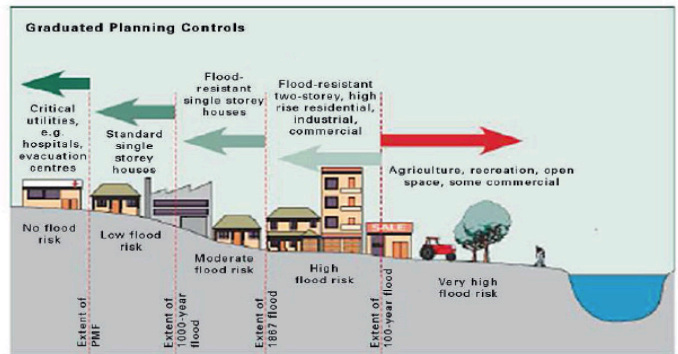 Graduated Planning Controls
Critical
utilities,
e.g.
hospitals,
evacuation
centres
Standard
single
storey
houses
Flood-
resistant
single storey
houses
Flood-resistant
two-storey, high
rise residential,
industrial,
commercial
Agriculture, recreation, open
space, some commercial
SALE
No flood
risk
Low flood
risk
Moderate
flood risk
High
flood risk
Very high
flood risk
Extent of
PMF
Extent of
1000-year
flood
Extent of
1867 flood
Extent of
100-year flood